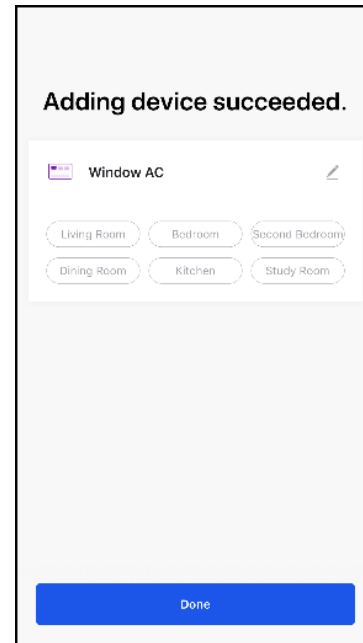 Adding device succeeded.
Window AC
Living Room Bedroom Second Bedroom
Dining Room Kitchen Study Room
Done